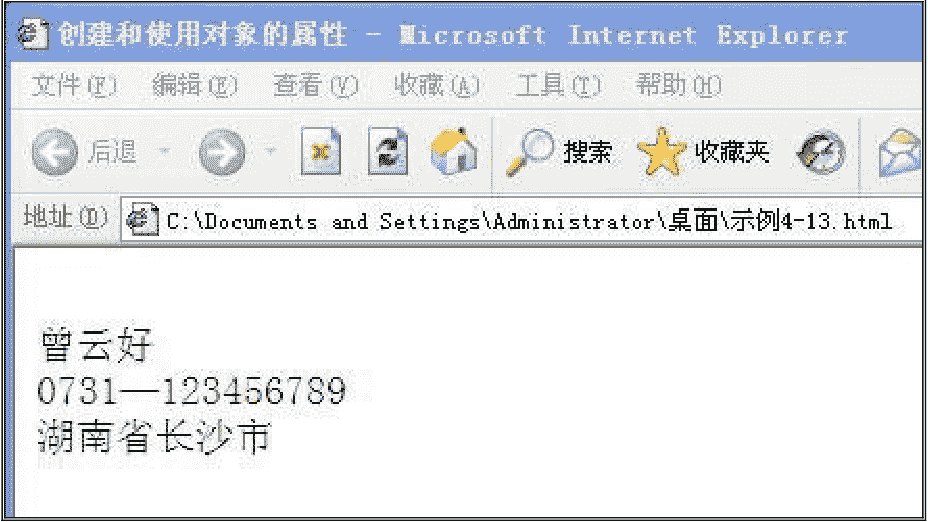 创建和使用对象的属性 - Microsoft Internet Explorer
文件(F) 编辑(E) 查看(V) 收藏(A) 工具(T) 帮助(H)
后退 搜索 收藏夹
地址(D) C:\Documents and Settings\Administrator\桌面\示例4-13.html
曾云好
0731—123456789
湖南省长沙市